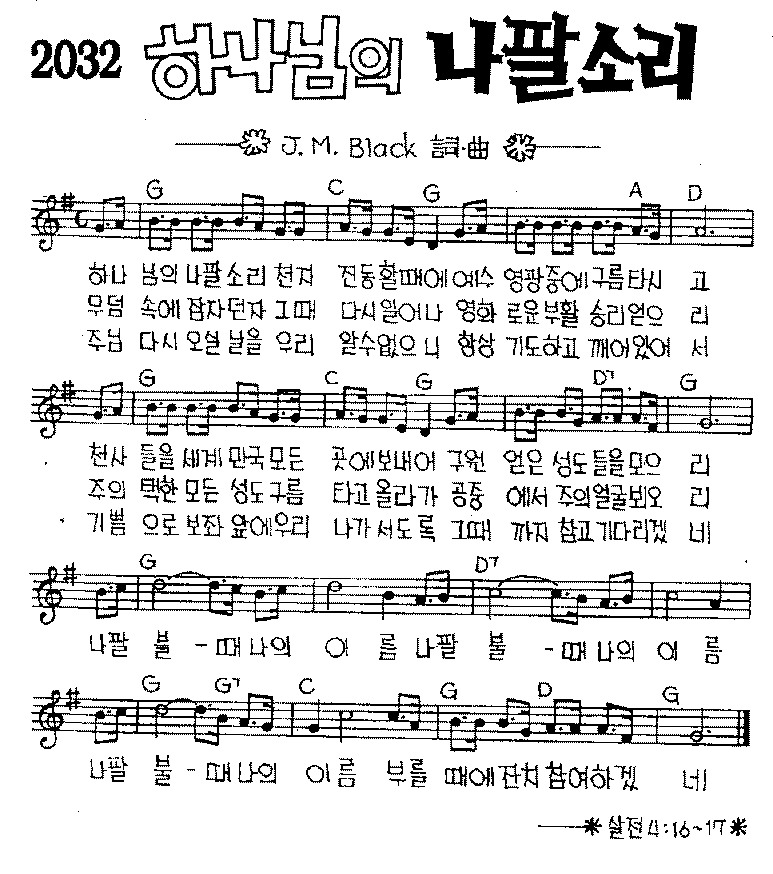 2032 하나님의 나팔소리
J. M. Black 詞·曲
G C G A D
하나 님의 나팔 소리 천지 진동할때에 예수 영광중에 구름타시 고
무덤 속에 잠자던자 그때 다시일어나 영화 로운부활 승리얻으 리
주님 다시 오실 날을 우리 알수없으니 항상 기도하고 깨어있어 서
G C G D7 G
천사 들을 세계 만국 모든 곳에보내어 구원 얻은 성도들을모으 리
주의 택한 모든 성도 구름 타고올라가 공중 에서 주의얼굴뵈오 리
기쁨 으로 보좌 앞에우리 나가서도록 그때 까지 참고기다리겠 네
G D7
나팔 불 - 때 나의 이 름 나팔 불 - 때 나의 이 름
G G7 C G D G
나팔 불 - 때 나의 이름 부를 때에 잔치 참여하겠 네
살전 4:16~17